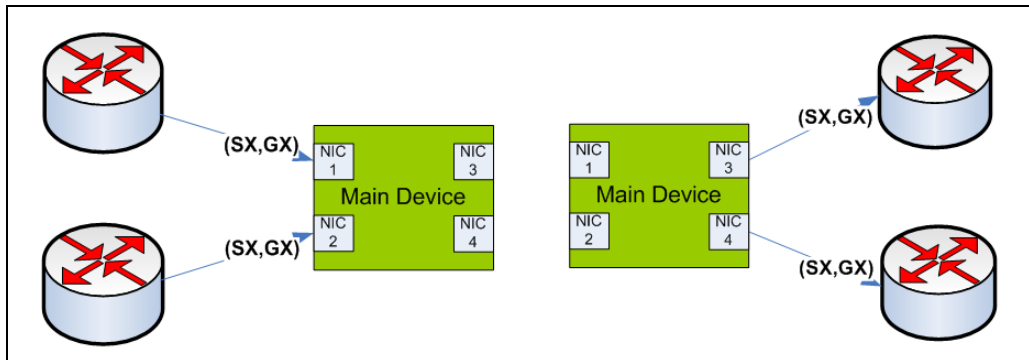 (SX,GX)
(SX,GX)
NIC
1
NIC
3
Main Device
NIC
2
NIC
4
NIC
1
NIC
3
Main Device
NIC
2
NIC
4
(SX,GX)
(SX,GX)